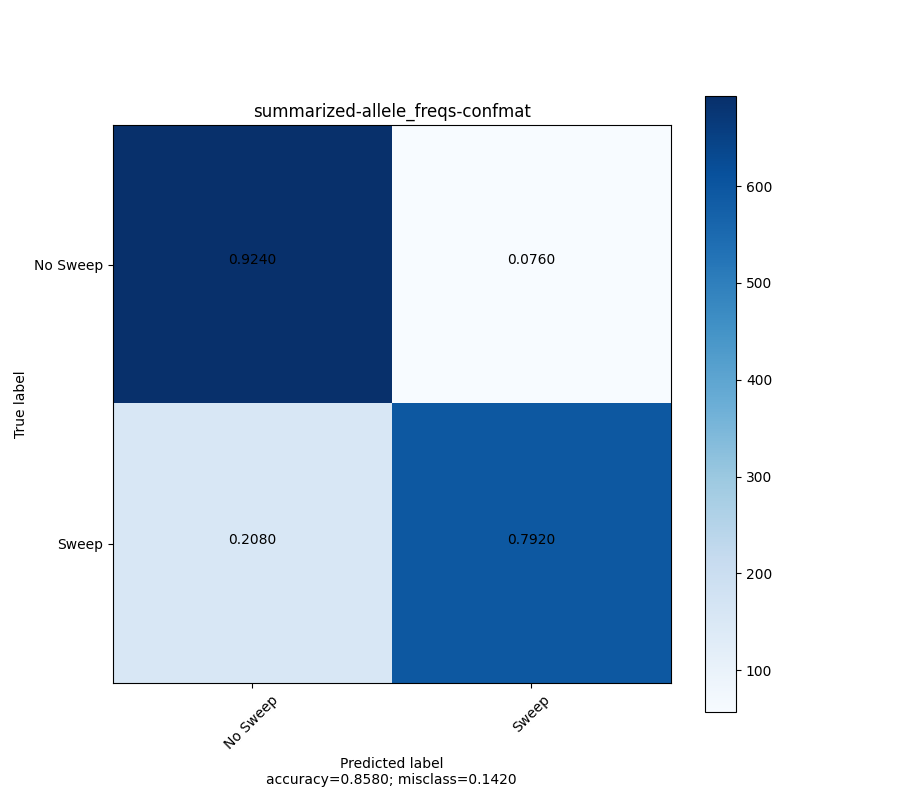 summarized-allele_freqs-confmat
No Sweep
0.9240
0.0760
Sweep
0.2080
0.7920
No Sweep
Sweep
True label
Predicted label
accuracy=0.8580; misclass=0.1420
600
500
400
300
200
100